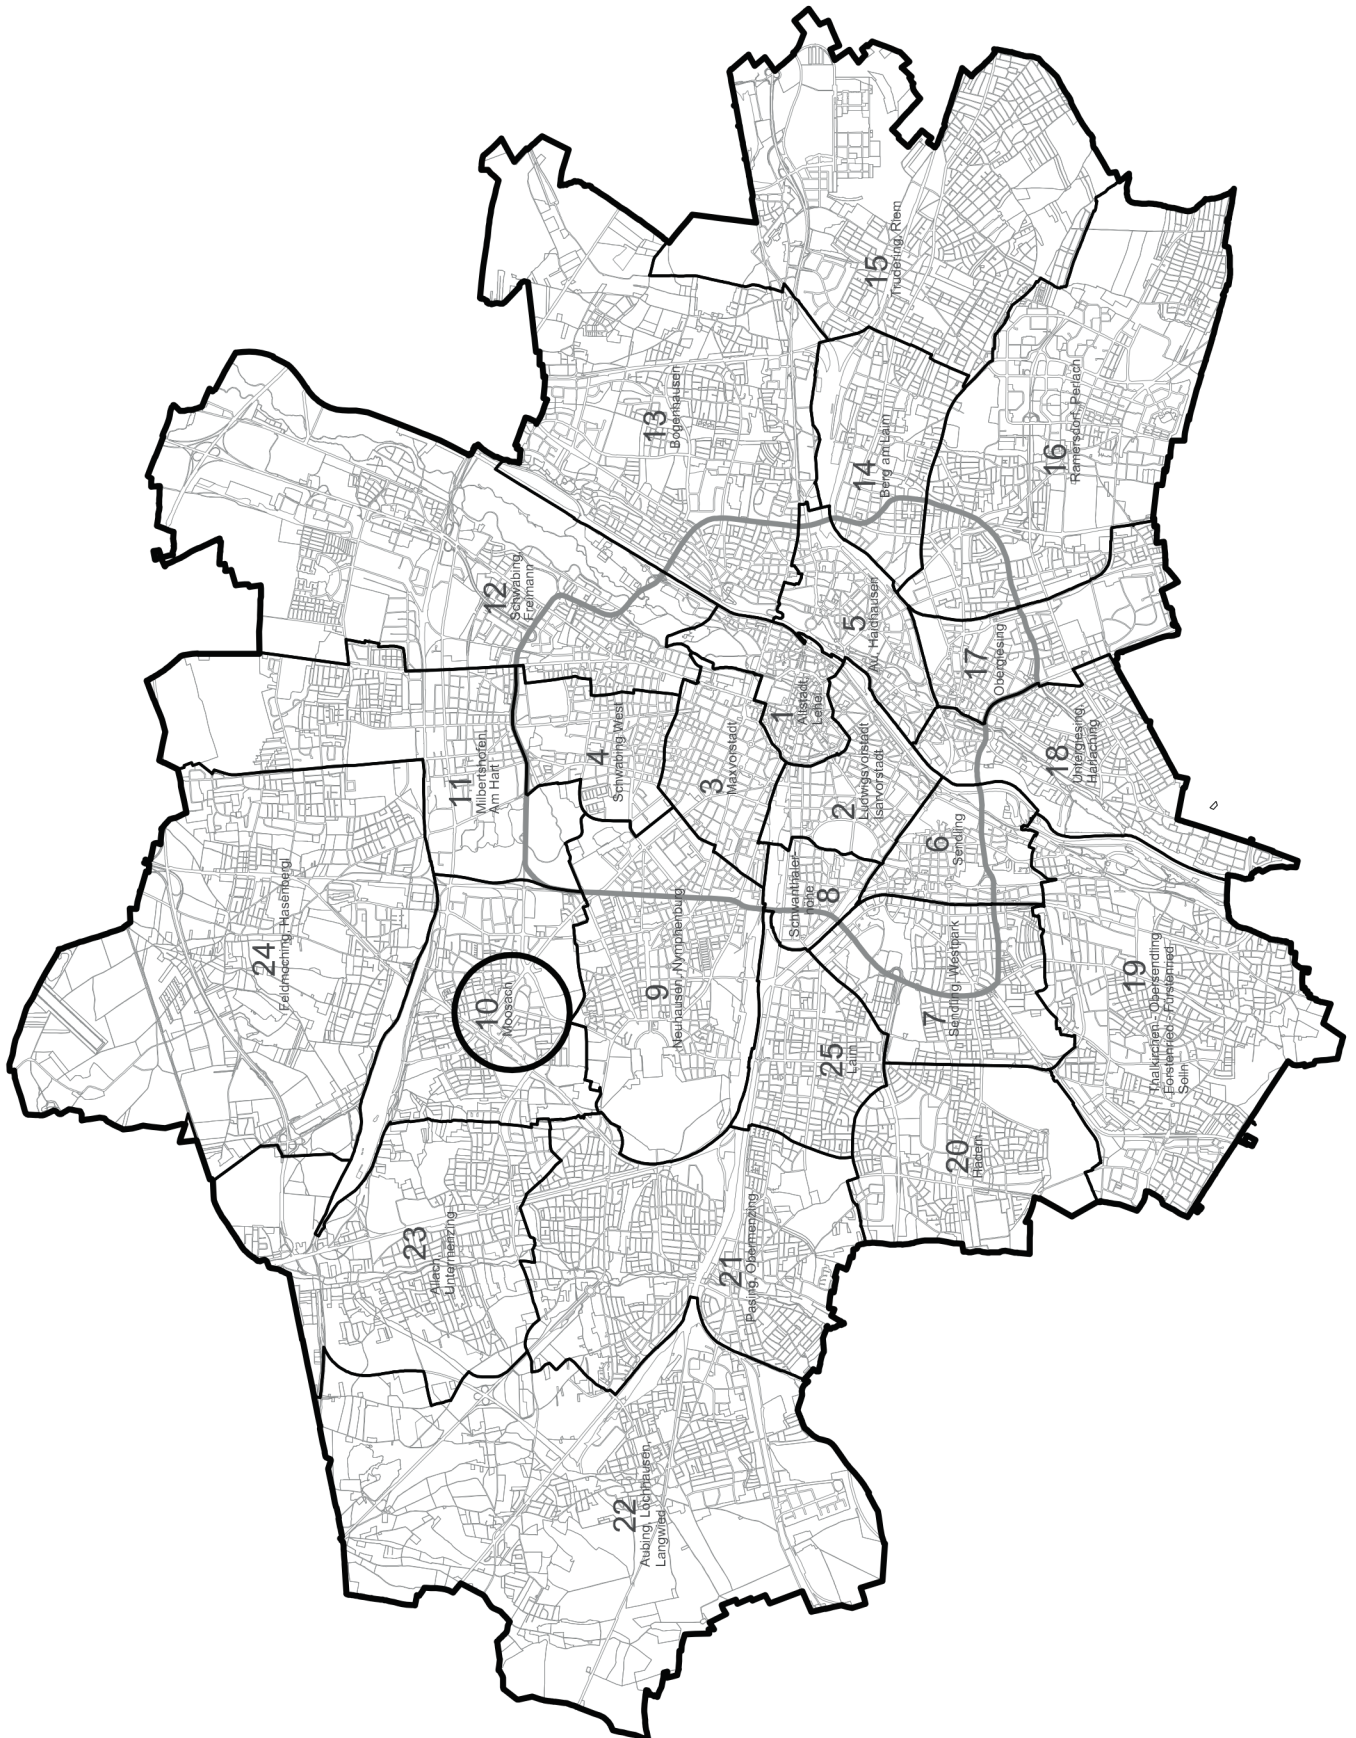 1
Altstadt,
Lehel
2
Ludwigsvorstadt
Isarvorstadt
3
Maxvorstadt
4
Schwabing West
5
Au, Haidhausen
6
Sendling
7
Sendling, Westpark
8
Schwanthaler-
höhe
9
Neuhausen, Nymphenburg
10
Moosach
11
Milbertshofen,
Am Hart
12
Schwabing,
Freimann
13
Bogenhausen
14
Berg am Laim
15
Trudering, Riem
16
Ramersdorf, Perlach
17
Obergiesing
18
Untergiesing,
Harlaching
19
Thalkirchen - Obersendling
Forstenried - Fürstenried
Solln
20
Hadern
21
Pasing, Obermenzing
22
Aubing, Lochhausen,
Langwied
23
Allach,
Untermenzing
24
Feldmoching, Hasenbergl
25
Laim